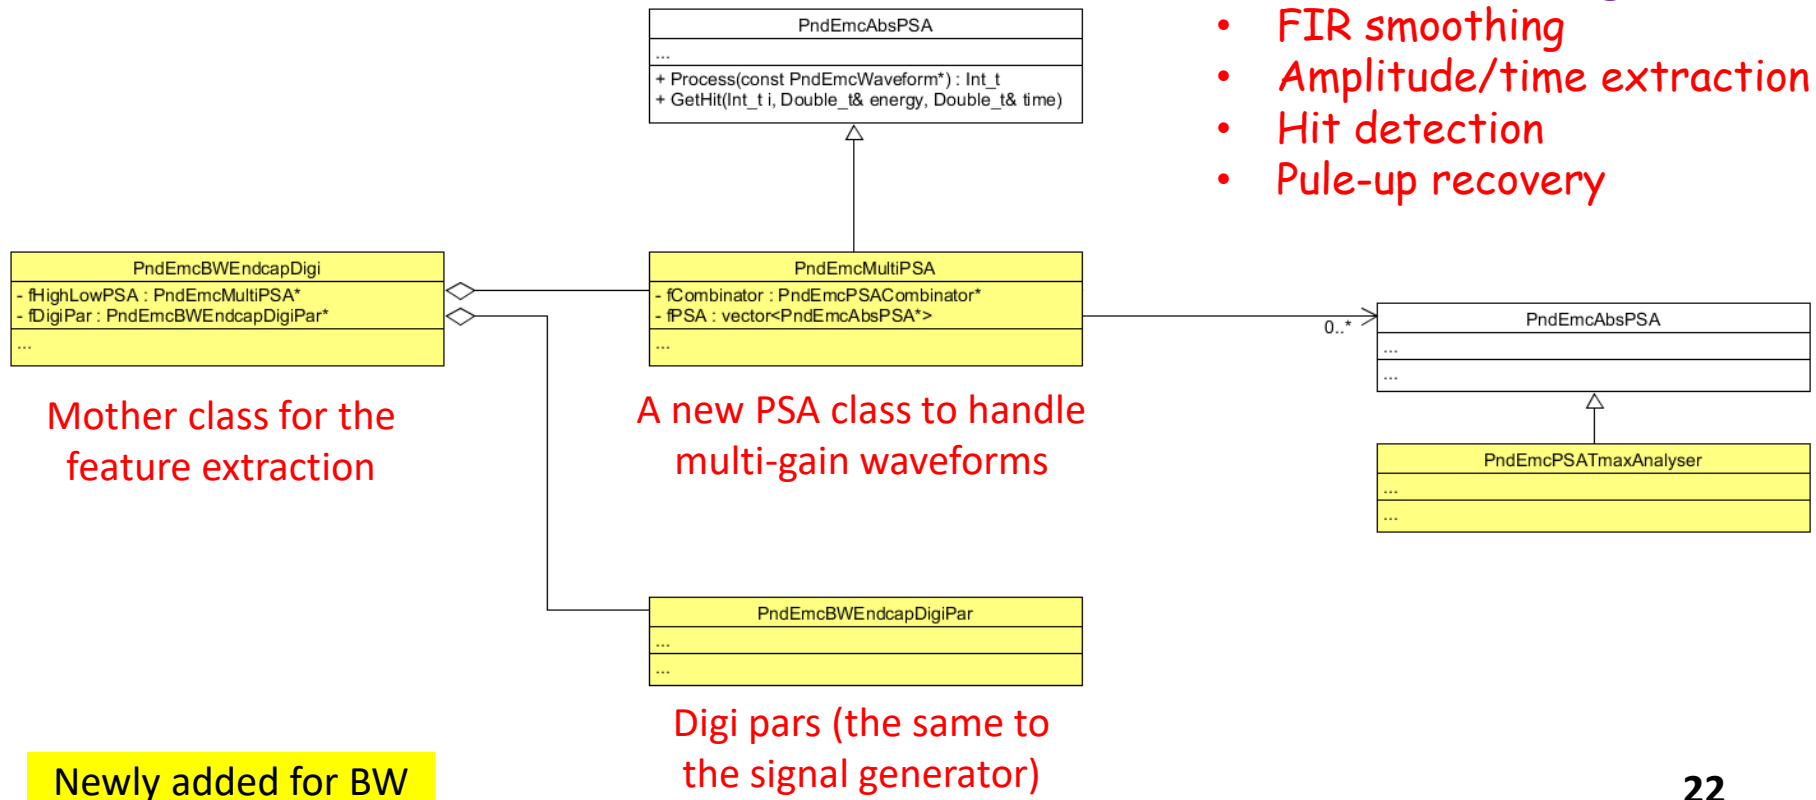 PndEmcAbsPSA
...
+ Process(const PndEmcWaveform*) : Int_t
+ GetHit(Int_t i, Double_t& energy, Double_t& time)
• FIR smoothing
• Amplitude/time extraction
• Hit detection
• Pule-up recovery
PndEmcBWEndcapDigi
- fHighLowPSA : PndEmcMultiPSA*
- fDigiPar : PndEmcBWEndcapDigiPar*
...
Mother class for the
feature extraction
PndEmcMultiPSA
- fCombinator : PndEmcPSACombinator*
- fPSA : vector<PndEmcAbsPSA*>
...
A new PSA class to handle
multi-gain waveforms
0..*
PndEmcAbsPSA
...
...
PndEmcPSATmaxAnalyser
...
...
PndEmcBWEndcapDigiPar
...
...
Digi pars (the same to
the signal generator)
Newly added for BW
22